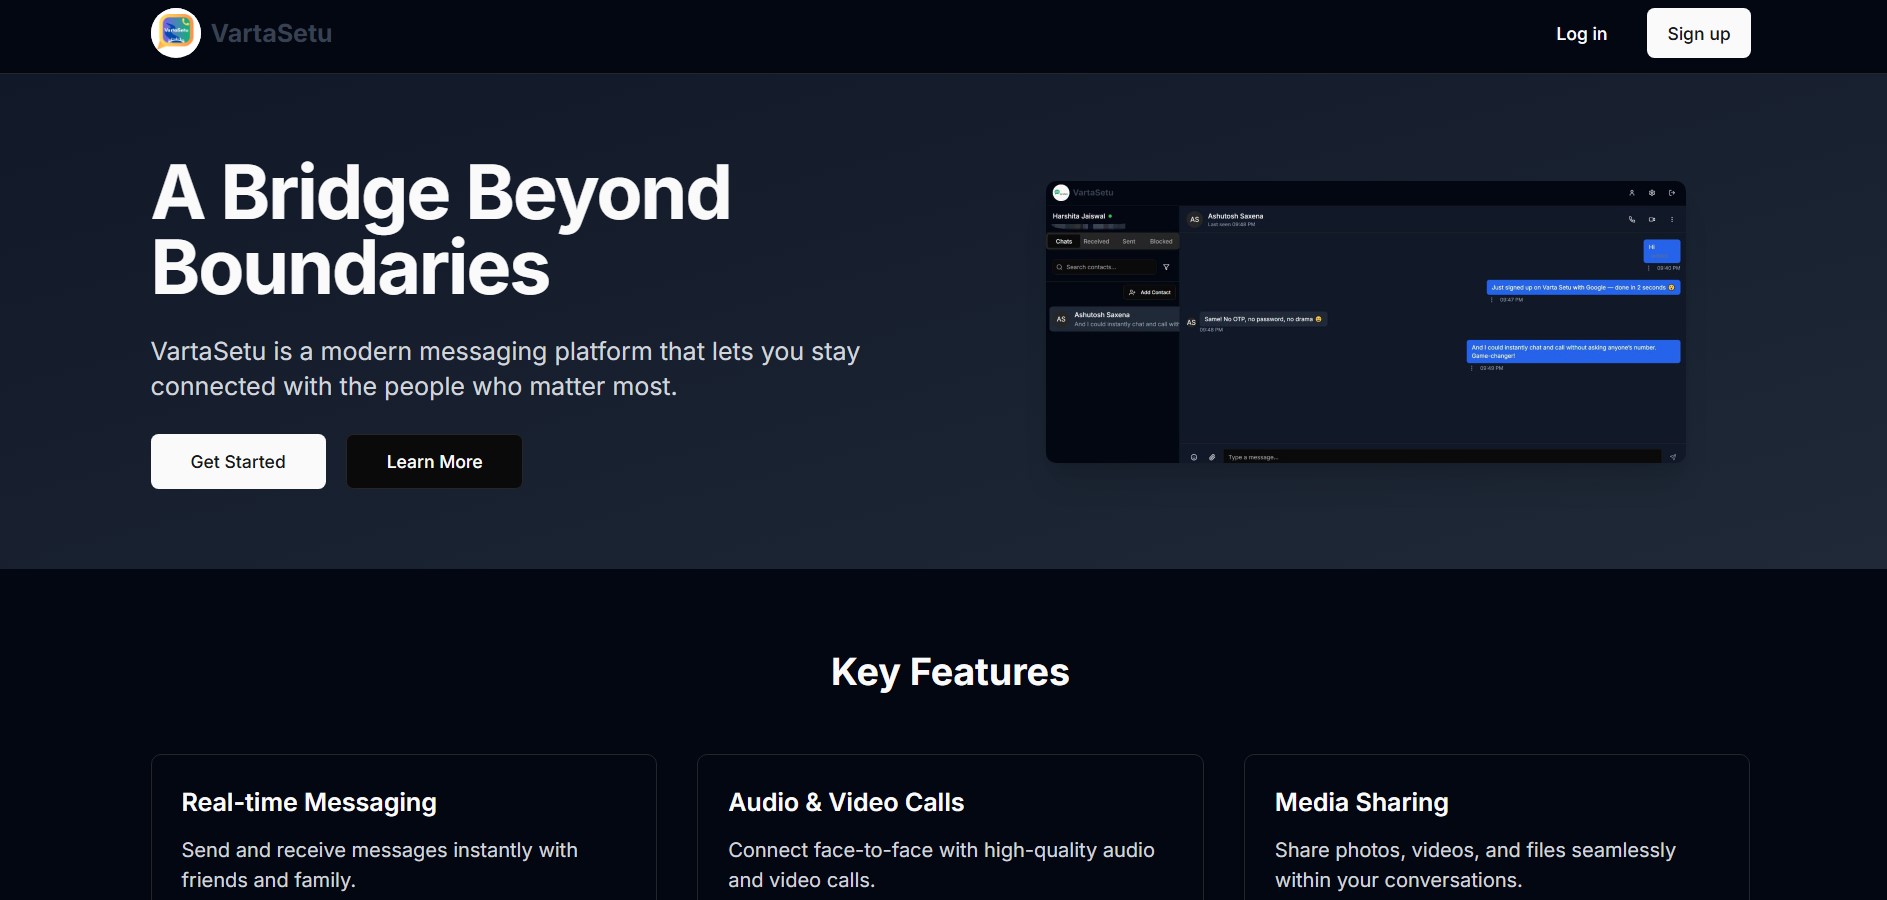 VartaSetu
Log in
Sign up
A Bridge Beyond
Boundaries
VartaSetu is a modern messaging platform that lets you stay
connected with the people who matter most.
Get Started
Learn More
VartaSetu
Harshita Jaiswal
Chats Received Sent Blocked
Search contacts...
Add Contact
AS
Ashutosh Saxena
And I could instantly chat and call with
AS
Ashutosh Saxena
Last seen 09:48 PM
Hi
09:40 PM
Just signed up on Varta Setu with Google — done in 2 seconds 😮
09:47 PM
AS
Same! No OTP, no password, no drama 😄
09:48 PM
And I could instantly chat and call without asking anyone's number.
Game-changer!
09:49 PM
Type a message...
Key Features
Real-time Messaging
Send and receive messages instantly with
friends and family.
Audio & Video Calls
Connect face-to-face with high-quality audio
and video calls.
Media Sharing
Share photos, videos, and files seamlessly
within your conversations.